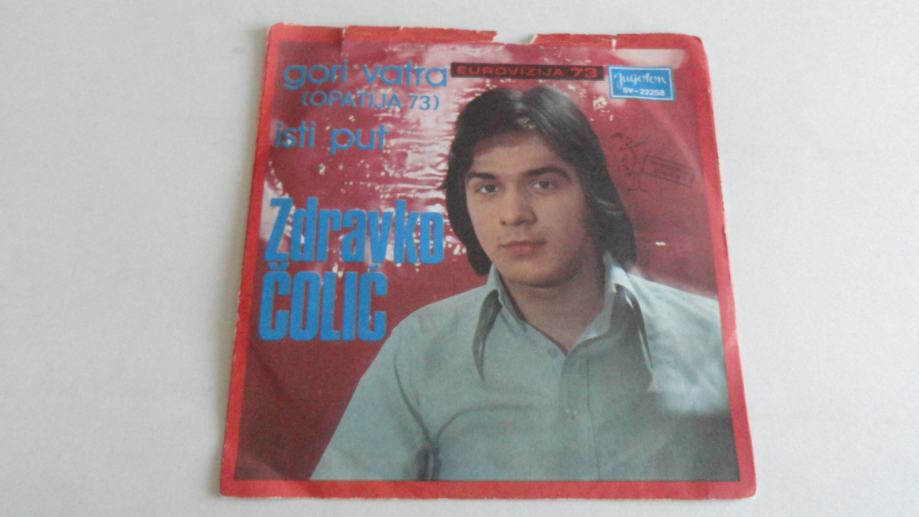 gori vatra
EUROVIZIJA 73
Jugoton
SY-22258
(OPATIJA 73)
isti put
Zdravko
ČOLIĆ